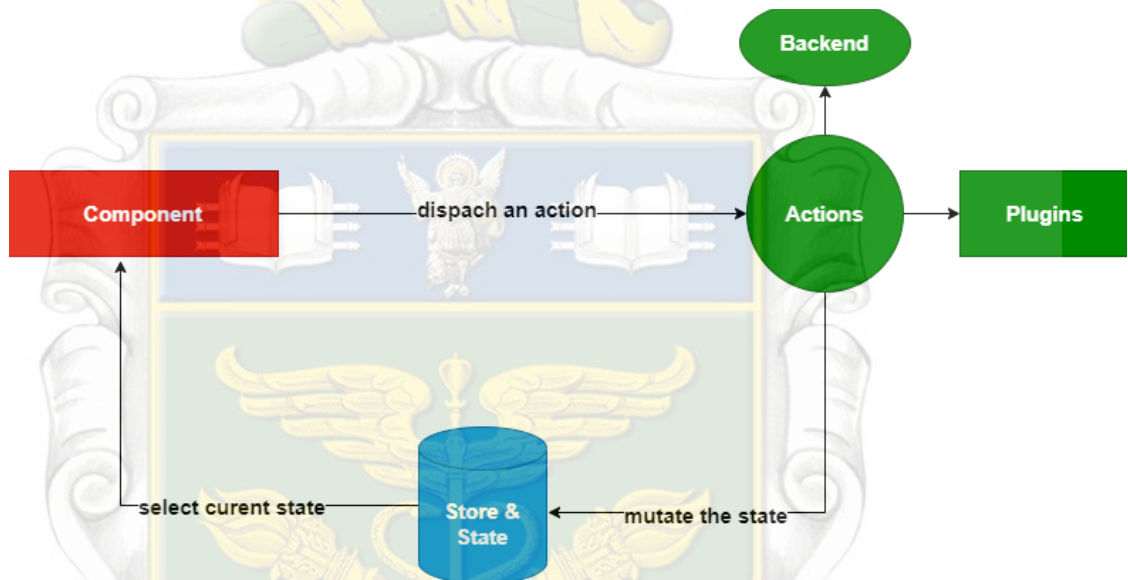 Backend
Component
dispach an action
Actions
Plugins
select curent state
Store &
State
mutate the state